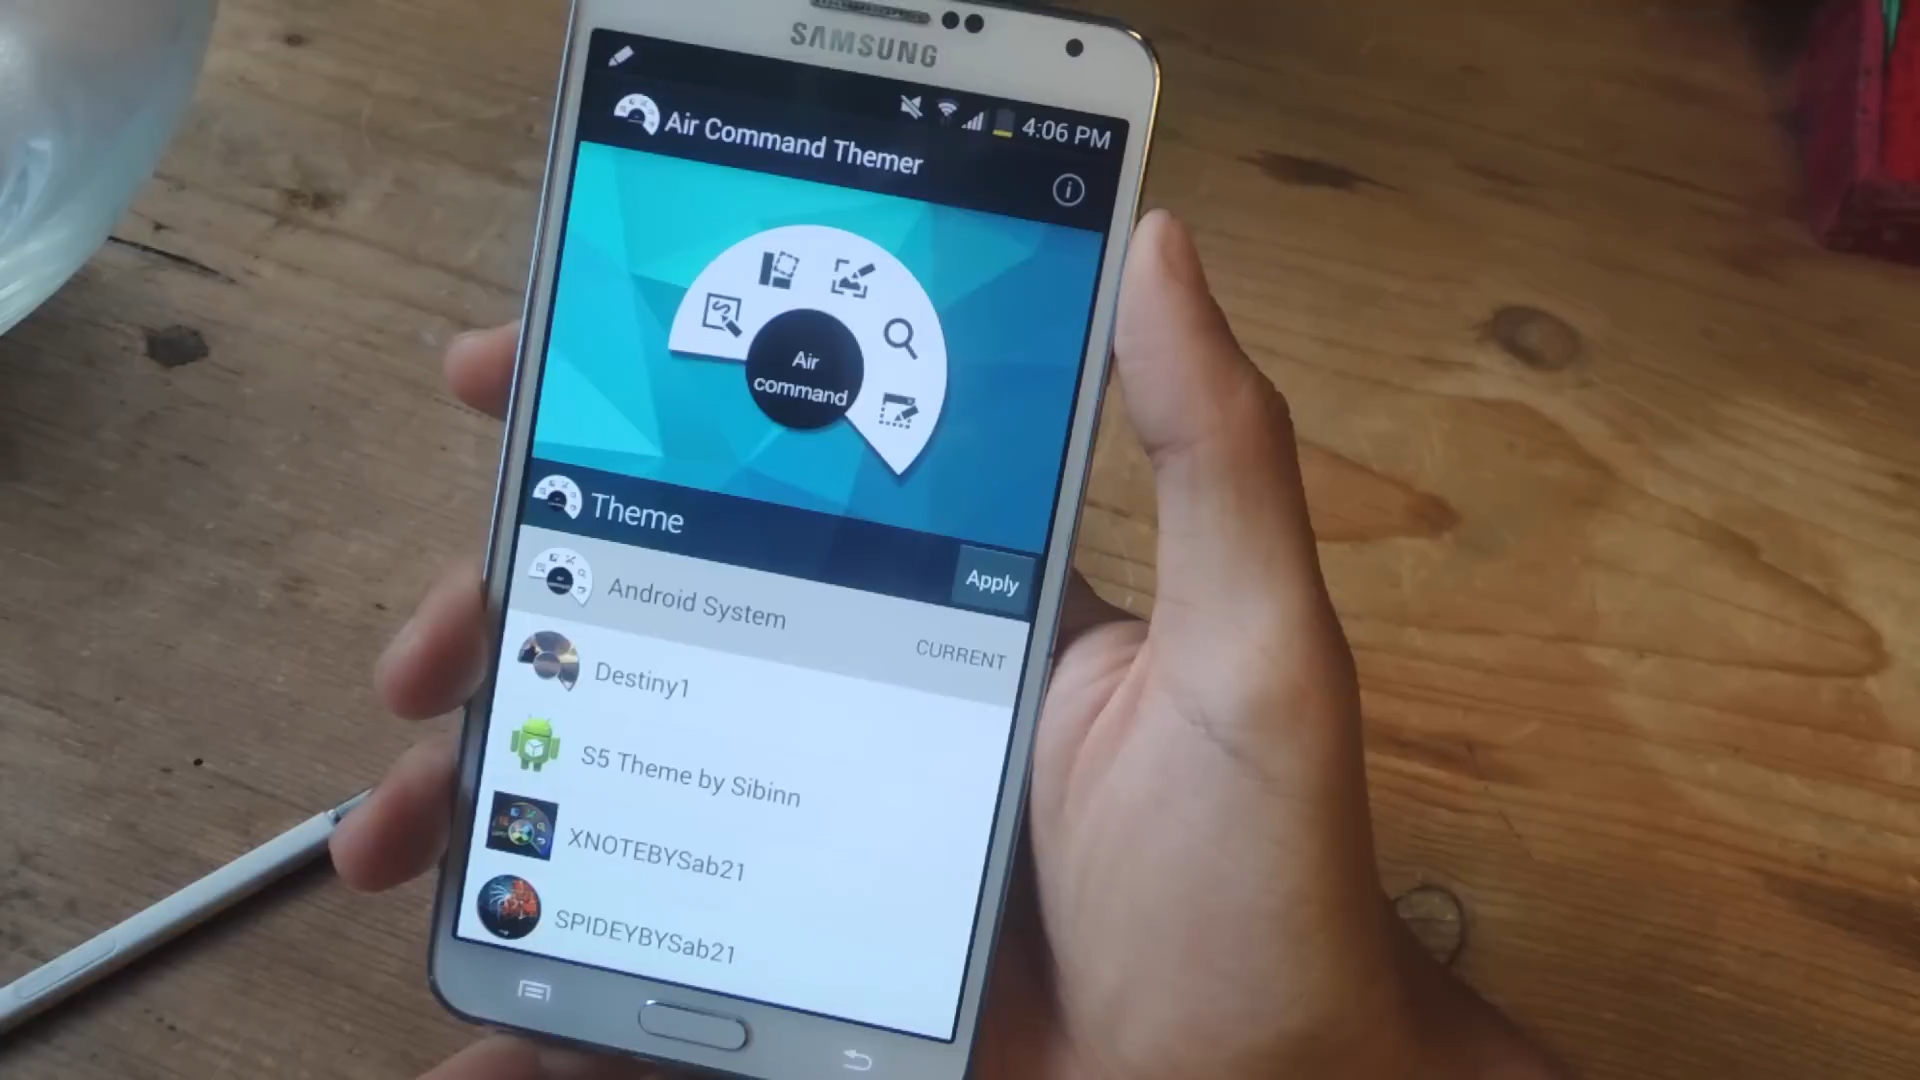 SAMSUNG
4:06 PM
Air Command Themer
Air
command
Theme
Apply
Android System
CURRENT
Destiny1
S5 Theme by Sibinn
XNOTEBYSab21
SPIDEYBYSab21